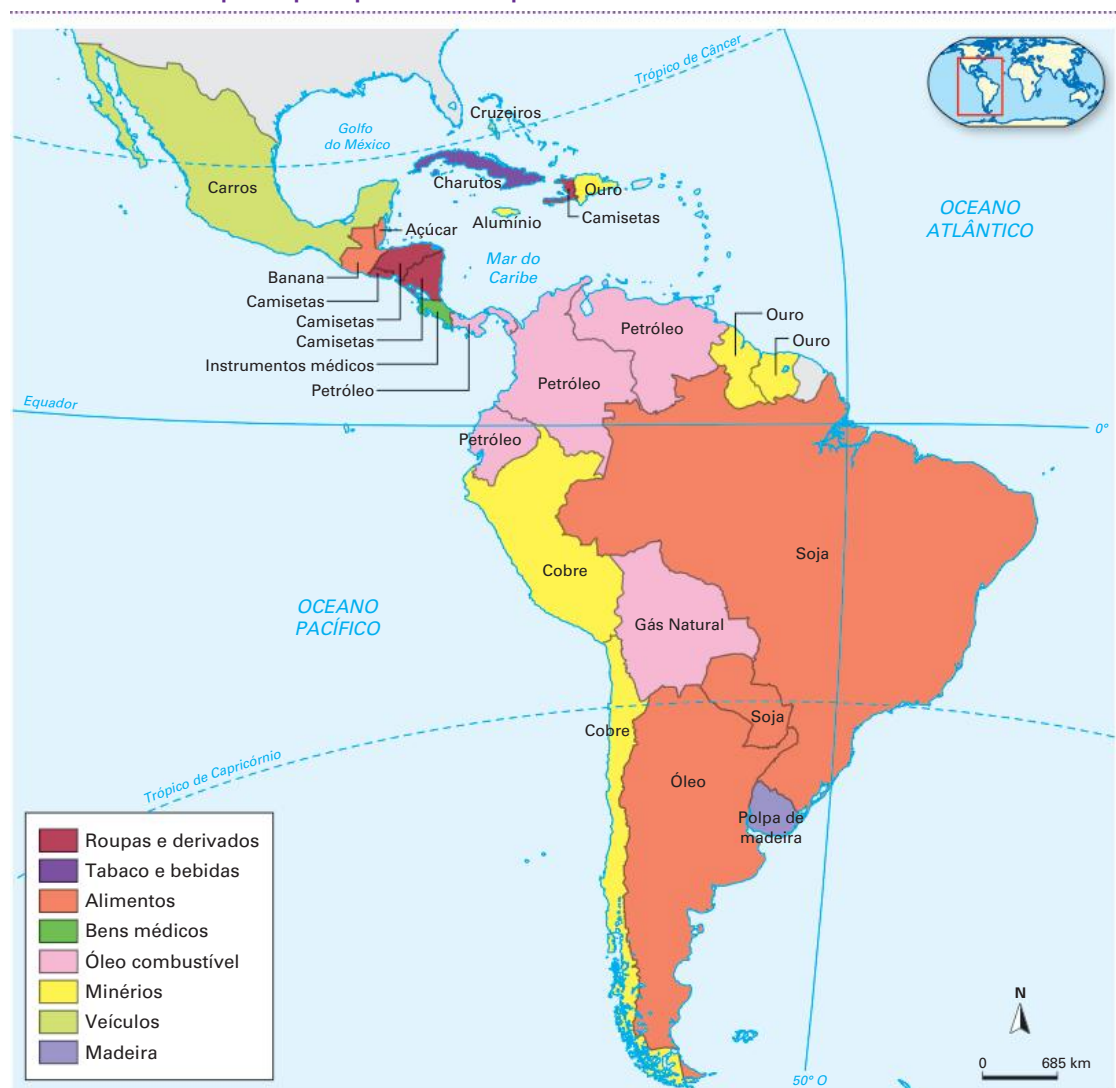 Trópico de Câncer
Cruzeiros
Golfo
do México
Carros
Charutos
Ouro
Camisetas
Alumínio
Açúcar
OCEANO
ATLÂNTICO
Mar do
Caribe
Banana
Camisetas
Camisetas
Camisetas
Instrumentos médicos
Petróleo
Petróleo
Ouro
Ouro
Petróleo
Equador
0°
Petróleo
Soja
Cobre
OCEANO
PACÍFICO
Gás Natural
Soja
Cobre
Trópico de Capricórnio
Óleo
Polpa de
madeira
Roupas e derivados
Tabaco e bebidas
Alimentos
Bens médicos
Óleo combustível
Minérios
Veículos
Madeira
N
0 685 km
50° O